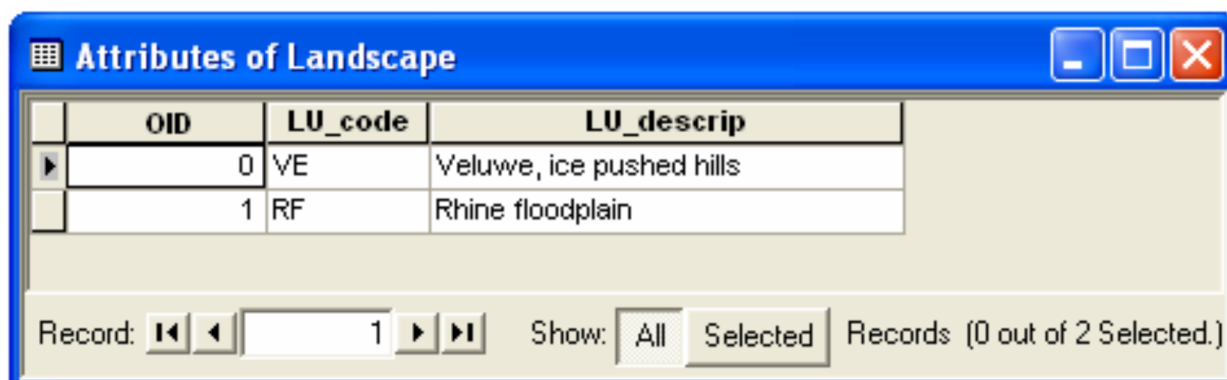 Attributes of Landscape
OID LU_code LU_descrip
0 VE Veluwe, ice pushed hills
1 RF Rhine floodplain
Record: 1 Show: All Selected Records (0 out of 2 Selected.)